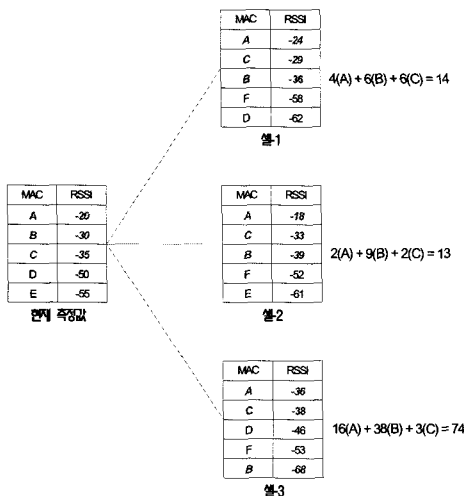 MAC RSSI
A -24
C -29
B -36
F -58
D -62
셀-1
4(A) + 6(B) + 6(C) = 14
MAC RSSI
A -20
B -30
C -35
D -50
E -55
현재 측정값
MAC RSSI
A -18
C -33
B -39
F -52
E -61
셀-2
2(A) + 9(B) + 2(C) = 13
MAC RSSI
A -36
C -38
D -46
F -53
B -68
셀-3
16(A) + 38(B) + 3(C) = 74